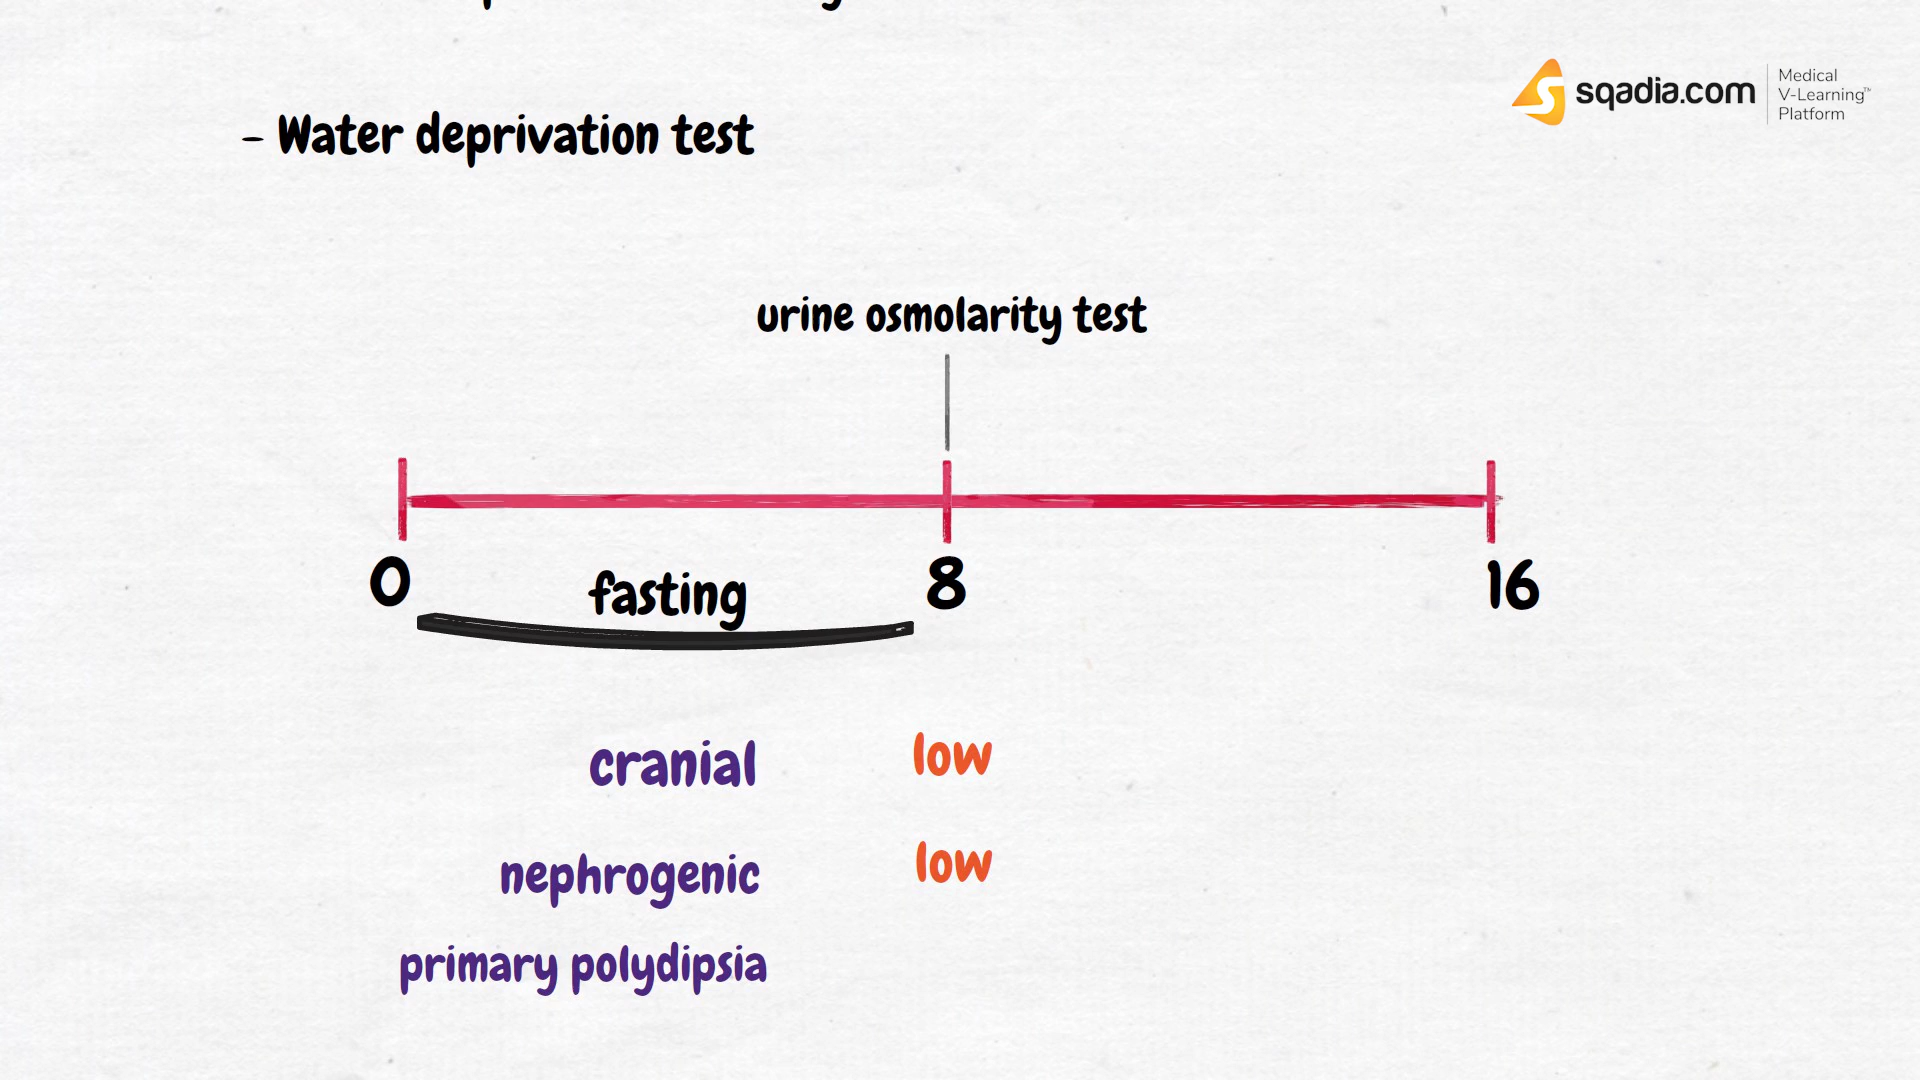 - Water deprivation test
sqadia.com
Medical
V-Learning™
Platform
urine osmolarity test
0
fasting
8
16
cranial
low
nephrogenic
low
primary polydipsia